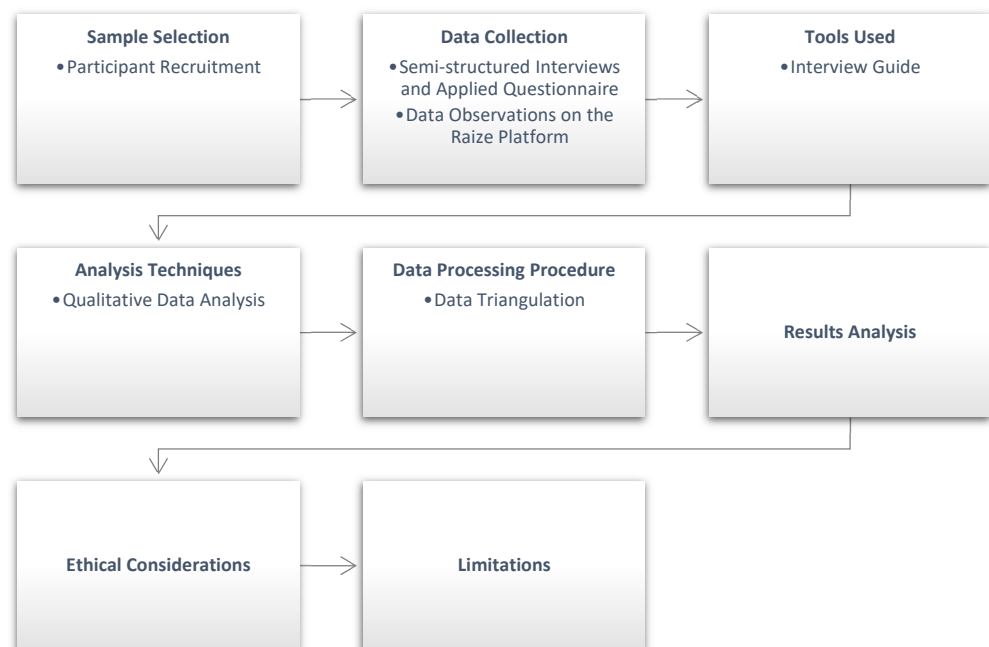 Sample Selection
•Participant Recruitment
Data Collection
•Semi-structured Interviews
and Applied Questionnaire
•Data Observations on the
Raize Platform
Tools Used
•Interview Guide
Analysis Techniques
•Qualitative Data Analysis
Data Processing Procedure
•Data Triangulation
Results Analysis
Ethical Considerations
Limitations